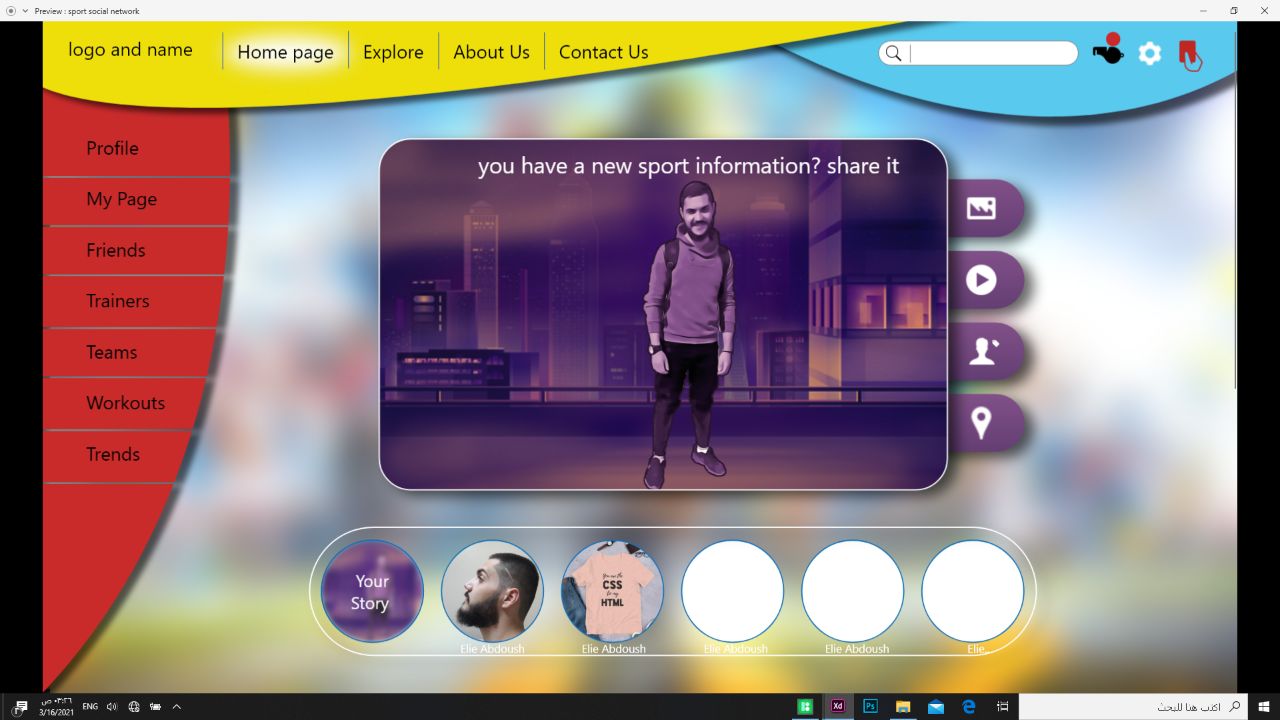 Preview : sport social network
logo and name
Home page
Explore
About Us
Contact Us
Profile
My Page
Friends
Trainers
Teams
Workouts
Trends
you have a new sport information? share it
Your
Story
You are the
CSS
to my
HTML
Elie Abdoush
Elie Abdoush
Elie Abdoush
Elie Abdoush
Elie...
ENG
3/16/2021
Xd
Ps
اكتب هنا للبحث